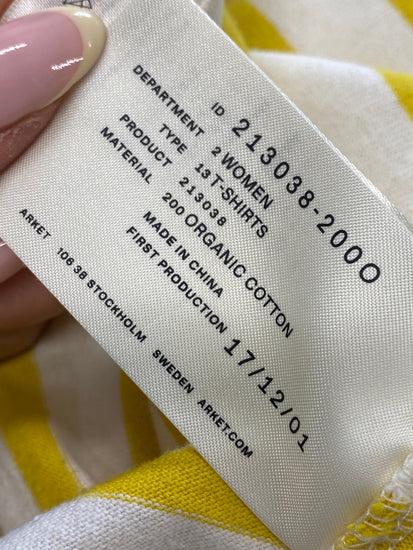 ID 213038-2000
DEPARTMENT 2 WOMEN
TYPE 13 T-SHIRTS
PRODUCT 213038
MATERIAL 200 ORGANIC COTTON
MADE IN CHINA
FIRST PRODUCTION 17/12/01
ARKET 106 38 STOCKHOLM SWEDEN ARKET.COM